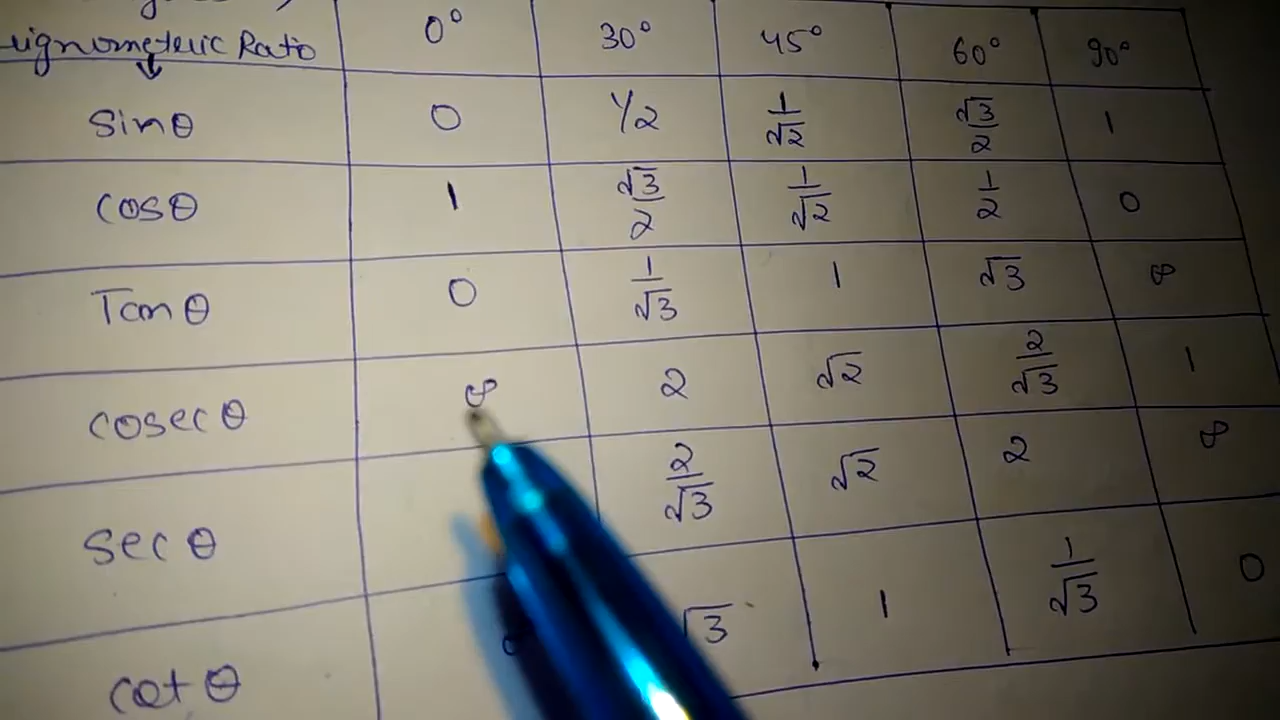 0° 30° 45° 60° 90°
Ratio
Sinθ 0 1/2 1/√2 √3/2 1
cosθ 1 √3/2 1/√2 1/2 0
Tanθ 0 1/√3 1 √3 ∞
cosecθ ∞ 2 √2 2/√3 1
secθ 2/√3 √2 2 ∞
cotθ √3 1 1/√3 0